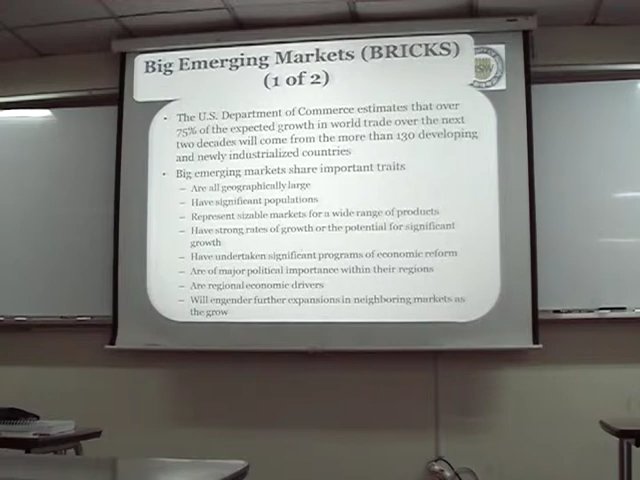 Big Emerging Markets (BRICKS)
(1 of 2)
• The U.S. Department of Commerce estimates that over
75% of the expected growth in world trade over the next
two decades will come from the more than 130 developing
and newly industrialized countries
• Big emerging markets share important traits
– Are all geographically large
– Have significant populations
– Represent sizable markets for a wide range of products
– Have strong rates of growth or the potential for significant
growth
– Have undertaken significant programs of economic reform
– Are of major political importance within their regions
– Are regional economic drivers
– Will engender further expansions in neighboring markets as
the grow